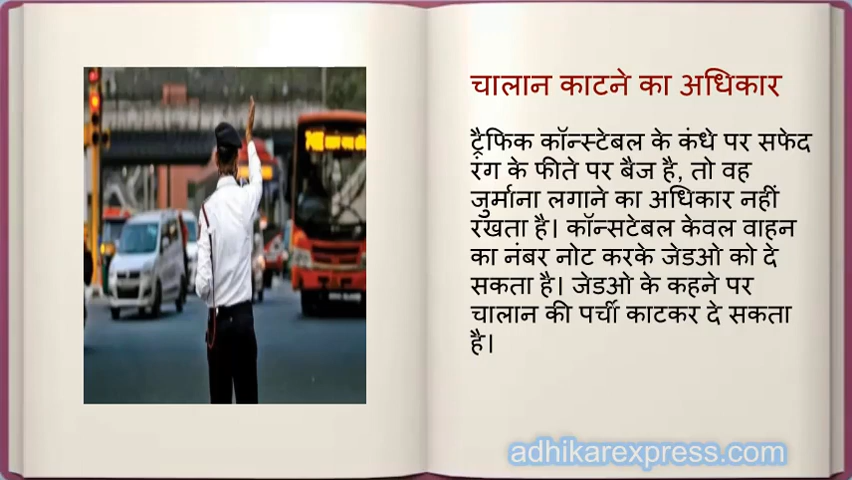 चालान काटने का अधिकार
ट्रैफिक कॉन्स्टेबल के कंधे पर सफेद
रंग के फीते पर बैज है, तो वह
जुर्माना लगाने का अधिकार नहीं
रखता है। कॉन्सटेबल केवल वाहन
का नंबर नोट करके जेडओ को दे
सकता है। जेडओ के कहने पर
चालान की पर्ची काटकर दे सकता
है।
adhikarexpress.com